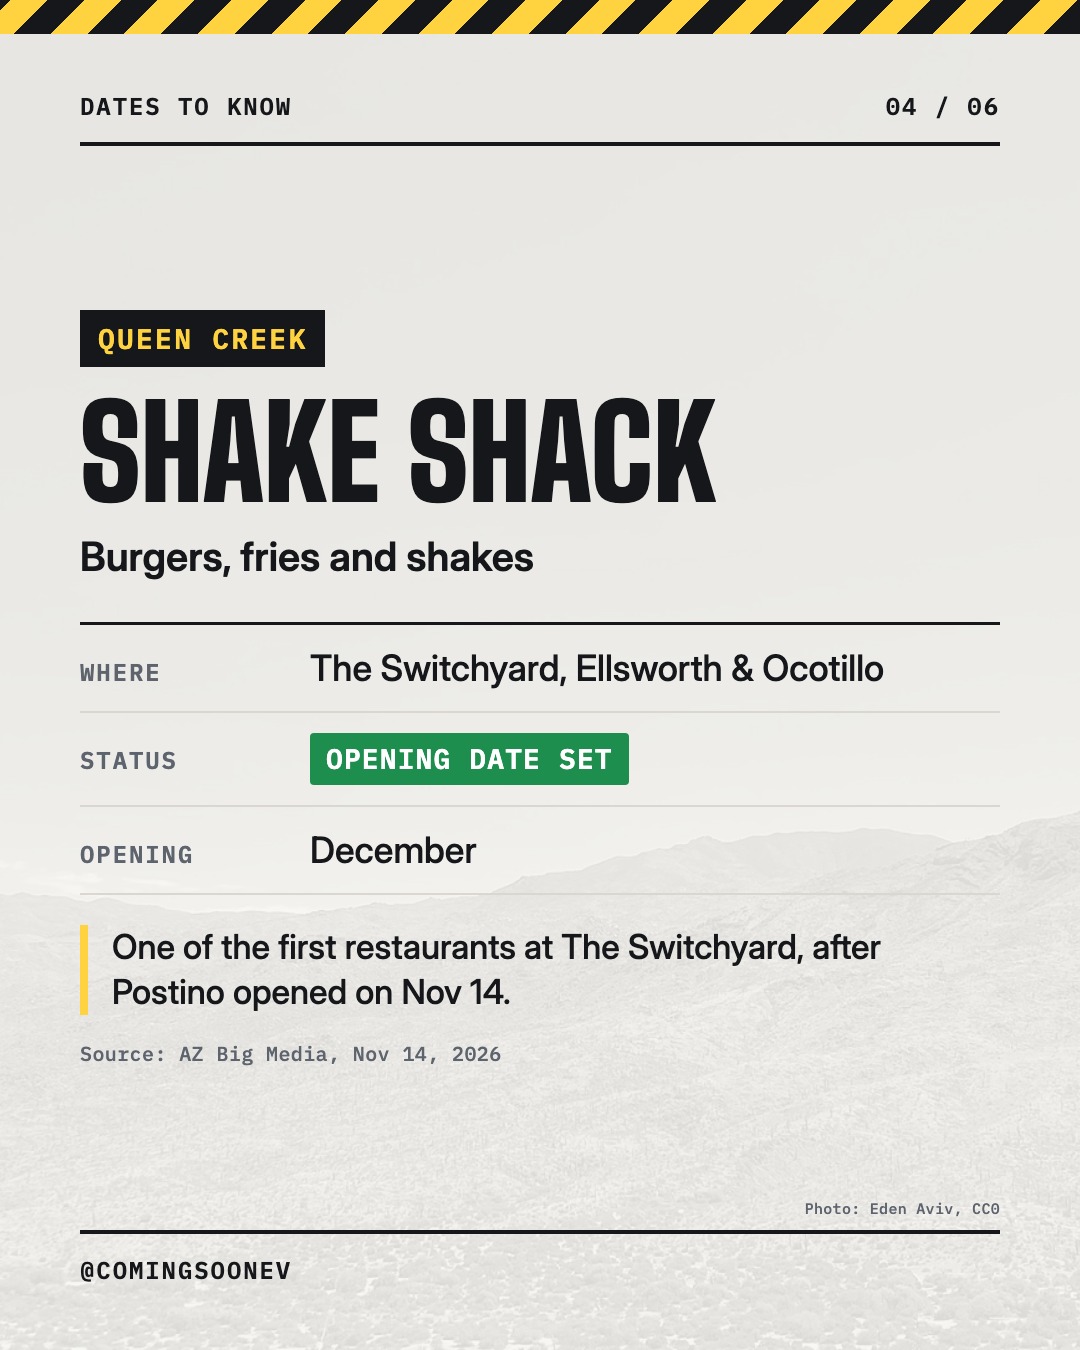 DATES TO KNOW
04 / 06
QUEEN CREEK
SHAKE SHACK
Burgers, fries and shakes
WHERE
The Switchyard, Ellsworth & Ocotillo
STATUS
OPENING DATE SET
OPENING
December
One of the first restaurants at The Switchyard, after
Postino opened on Nov 14.
Source: AZ Big Media, Nov 14, 2026
Photo: Eden Aviv, CC0
@COMINGSOONEV